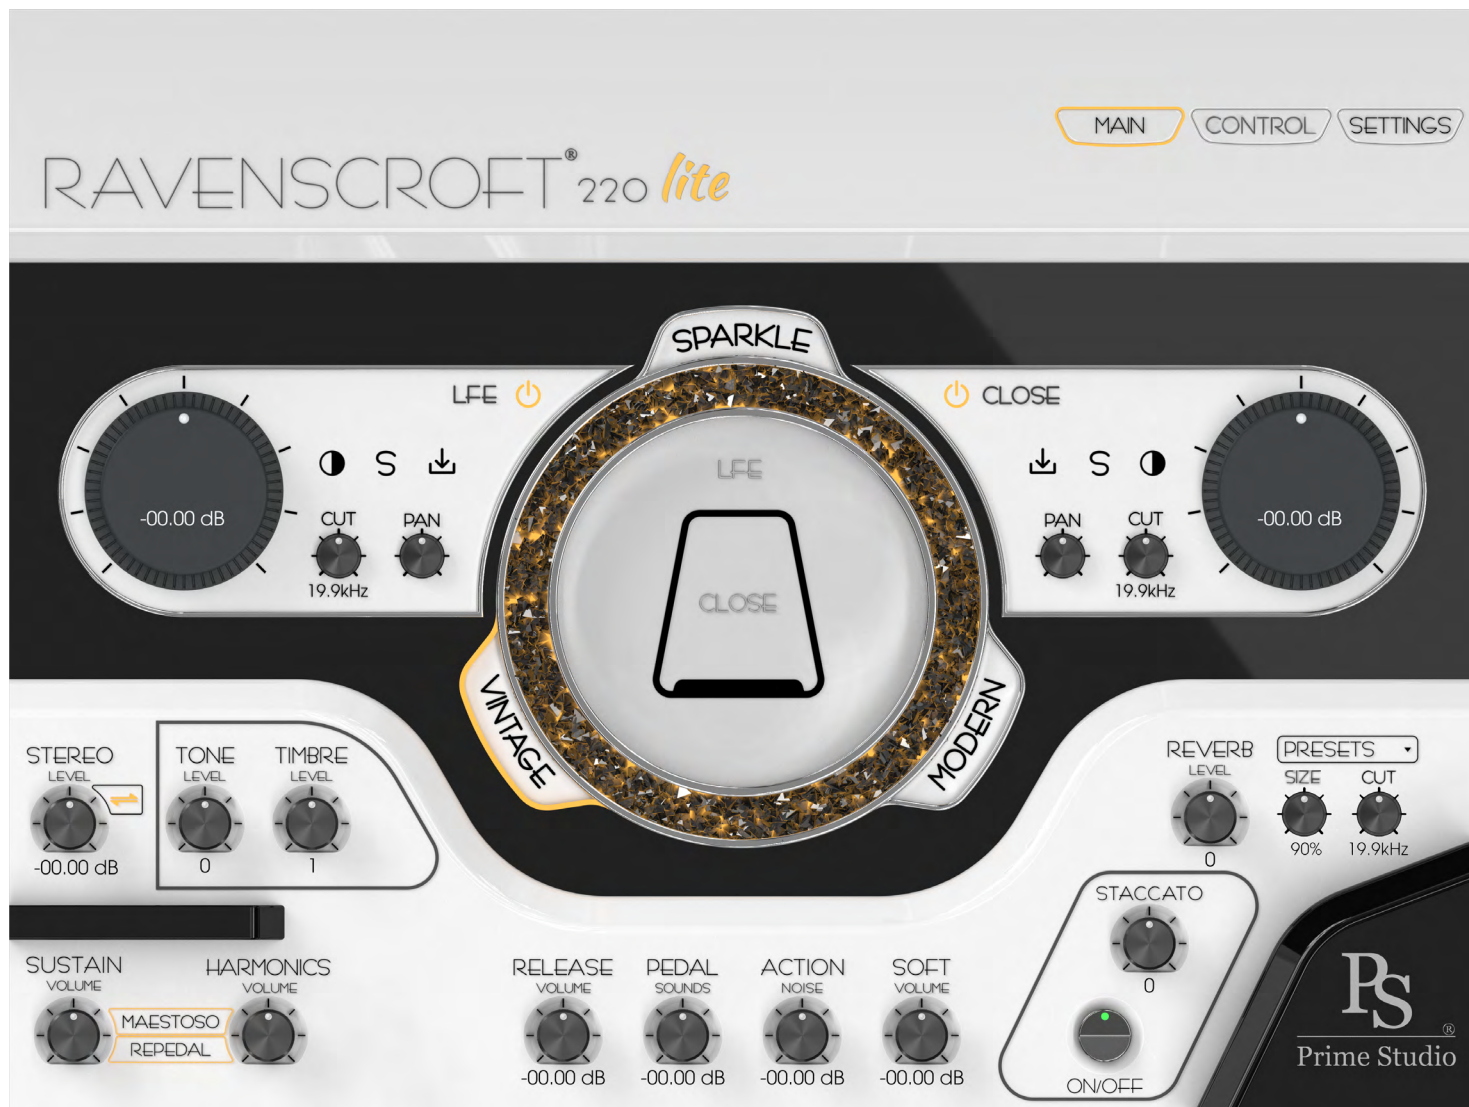 MAIN
CONTROL
SETTINGS
RAVENSCROFT® 220 lite
SPARKLE
LFE
CLOSE
S
S
LFE
-00.00 dB
-00.00 dB
CUT
PAN
PAN
CUT
19.9kHz
19.9kHz
CLOSE
VINTAGE
MODERN
STEREO
LEVEL
-00.00 dB
TONE
LEVEL
0
TIMBRE
LEVEL
1
REVERB
LEVEL
0
PRESETS
SIZE
90%
CUT
19.9kHz
STACCATO
0
ON/OFF
SUSTAIN
VOLUME
HARMONICS
VOLUME
MAESTOSO
REPEDAL
RELEASE
VOLUME
-00.00 dB
PEDAL
SOUNDS
-00.00 dB
ACTION
NOISE
-00.00 dB
SOFT
VOLUME
-00.00 dB
PS®
Prime Studio